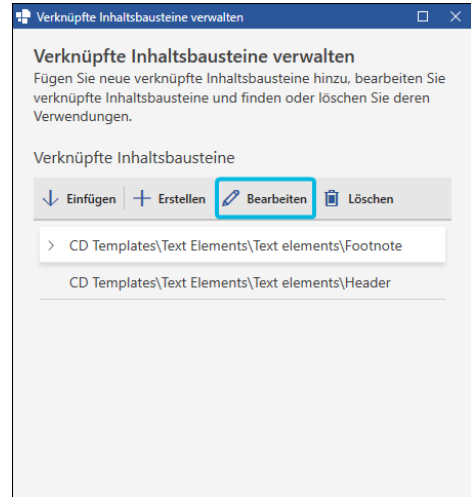 Verknüpfte Inhaltsbausteine verwalten
Verknüpfte Inhaltsbausteine verwalten
Fügen Sie neue verknüpfte Inhaltsbausteine hinzu, bearbeiten Sie
verknüpfte Inhaltsbausteine und finden oder löschen Sie deren
Verwendungen.
Verknüpfte Inhaltsbausteine
Einfügen Erstellen Bearbeiten Löschen
CD Templates\Text Elements\Text elements\Footnote
CD Templates\Text Elements\Text elements\Header